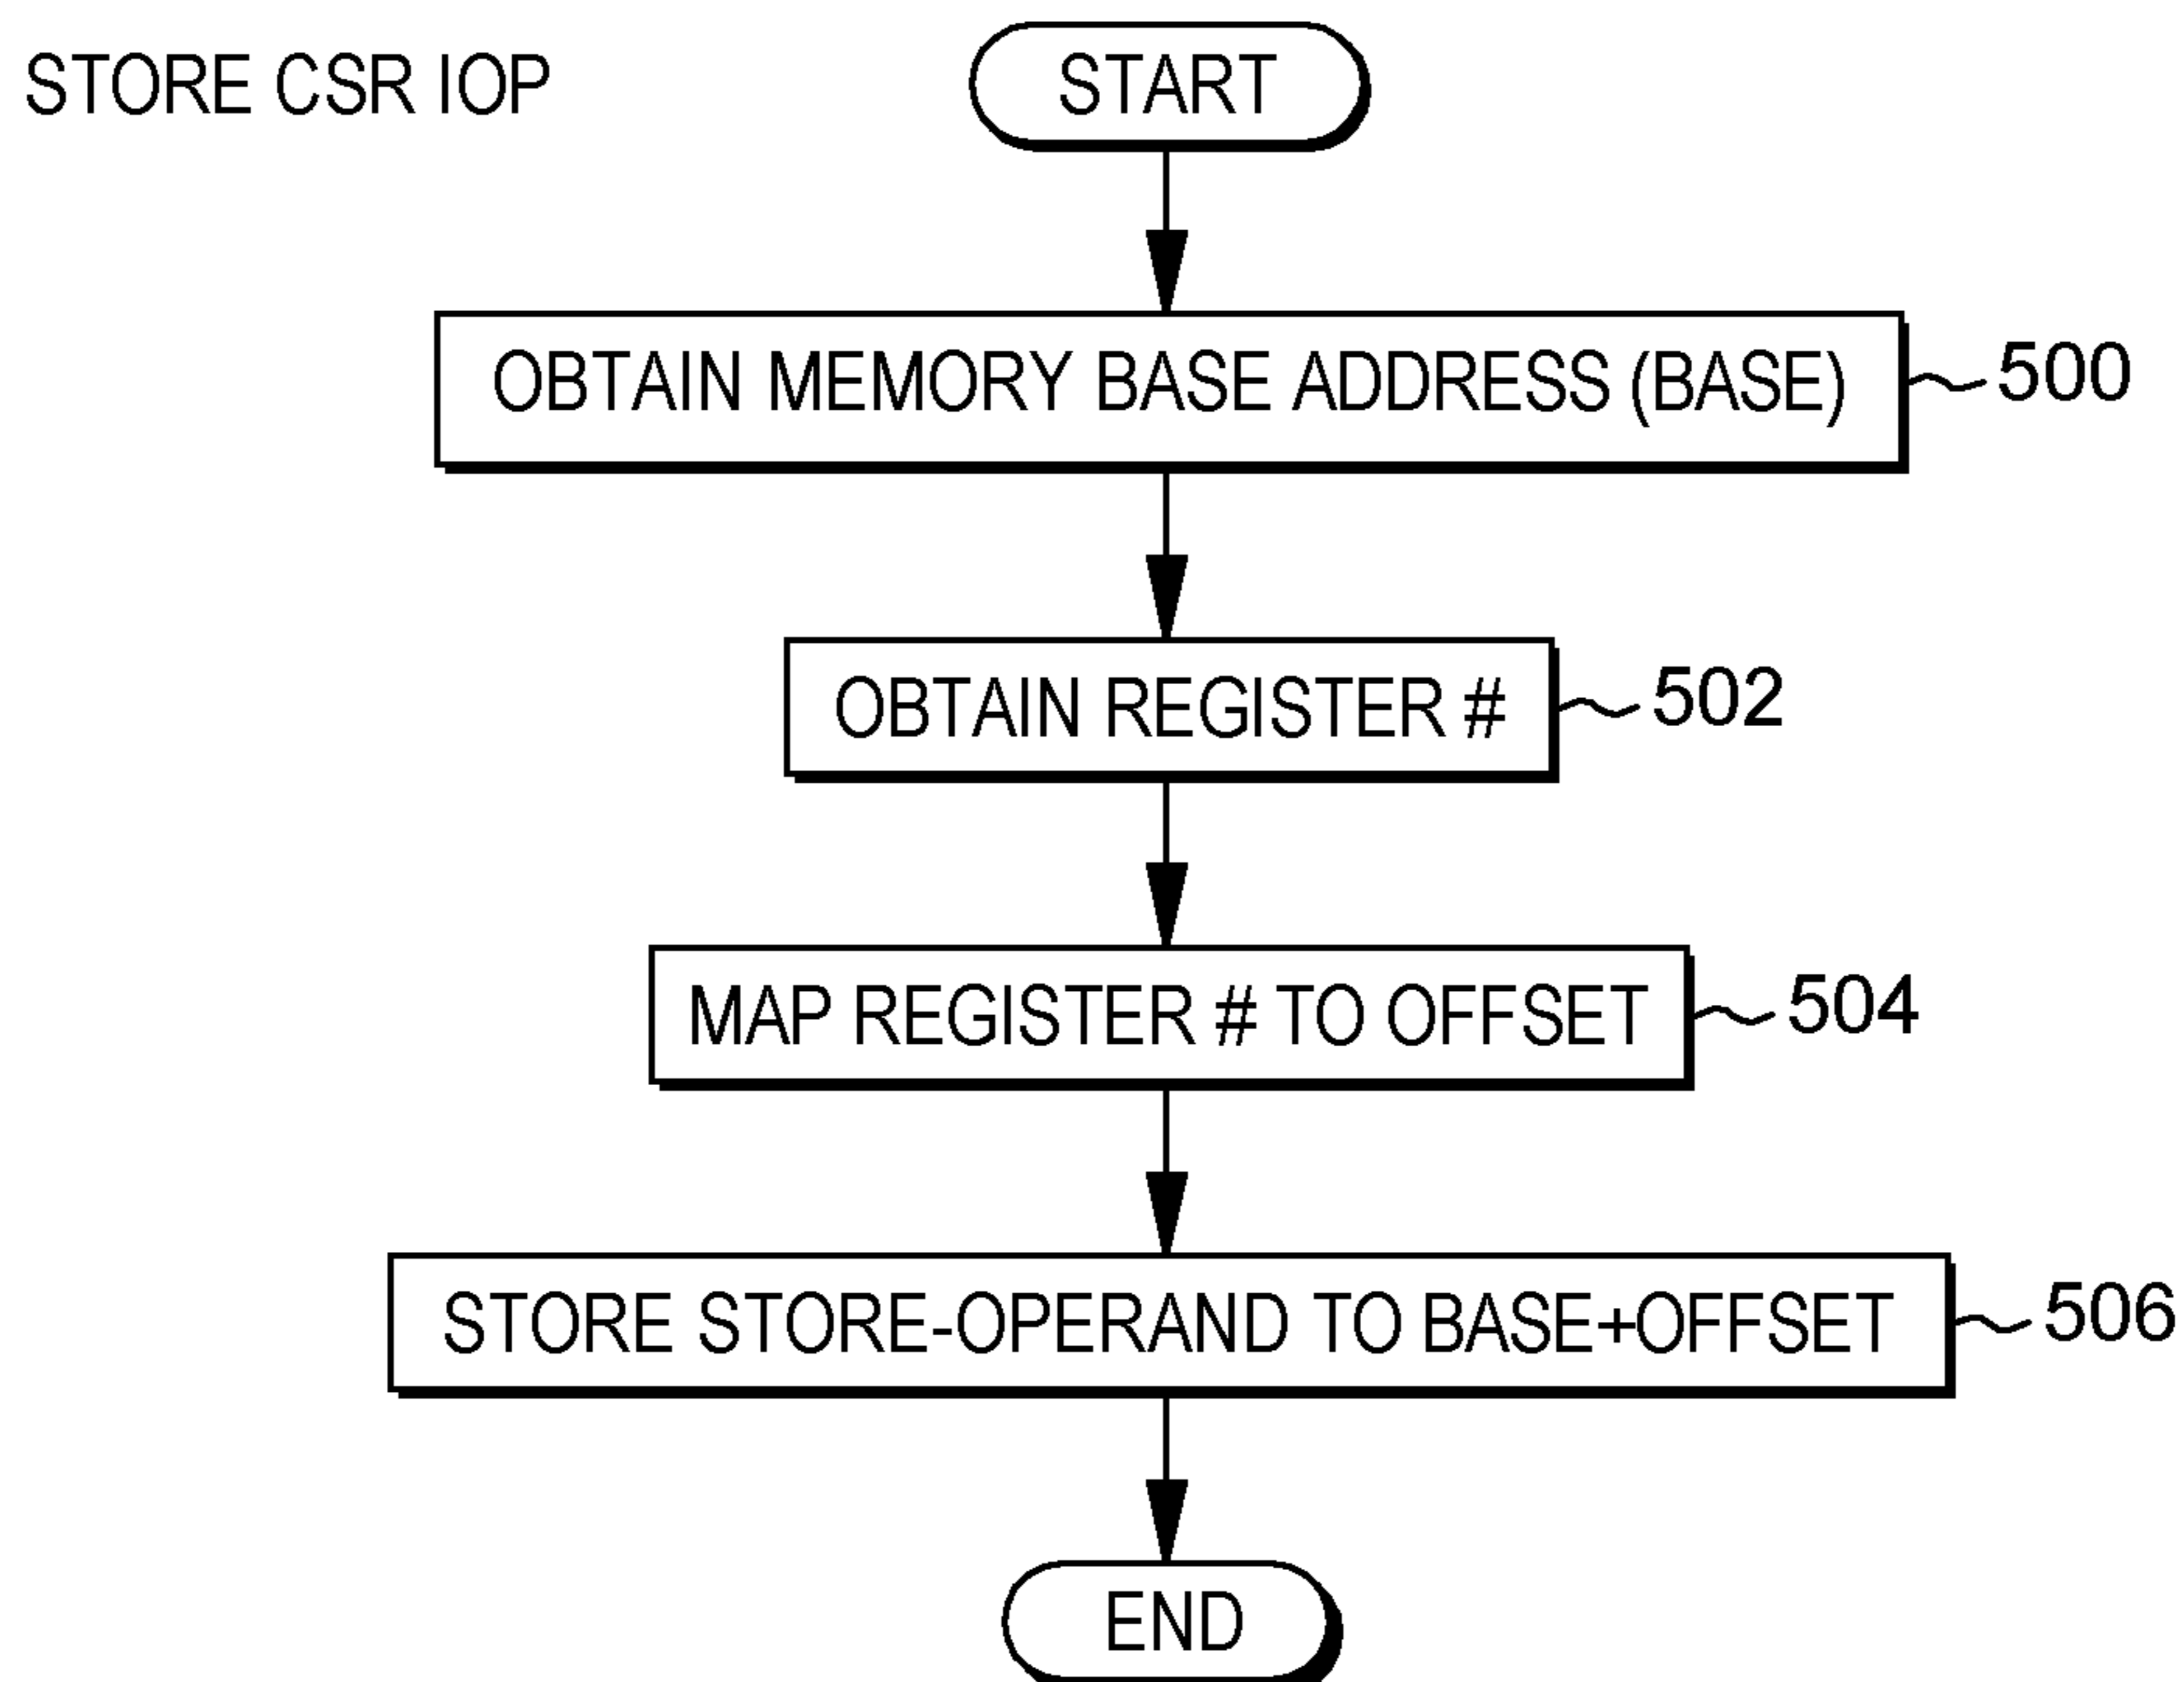 STORE CSR IOP
START
OBTAIN MEMORY BASE ADDRESS (BASE)
500
OBTAIN REGISTER #
502
MAP REGISTER # TO OFFSET
504
STORE STORE-OPERAND TO BASE+OFFSET
506
END